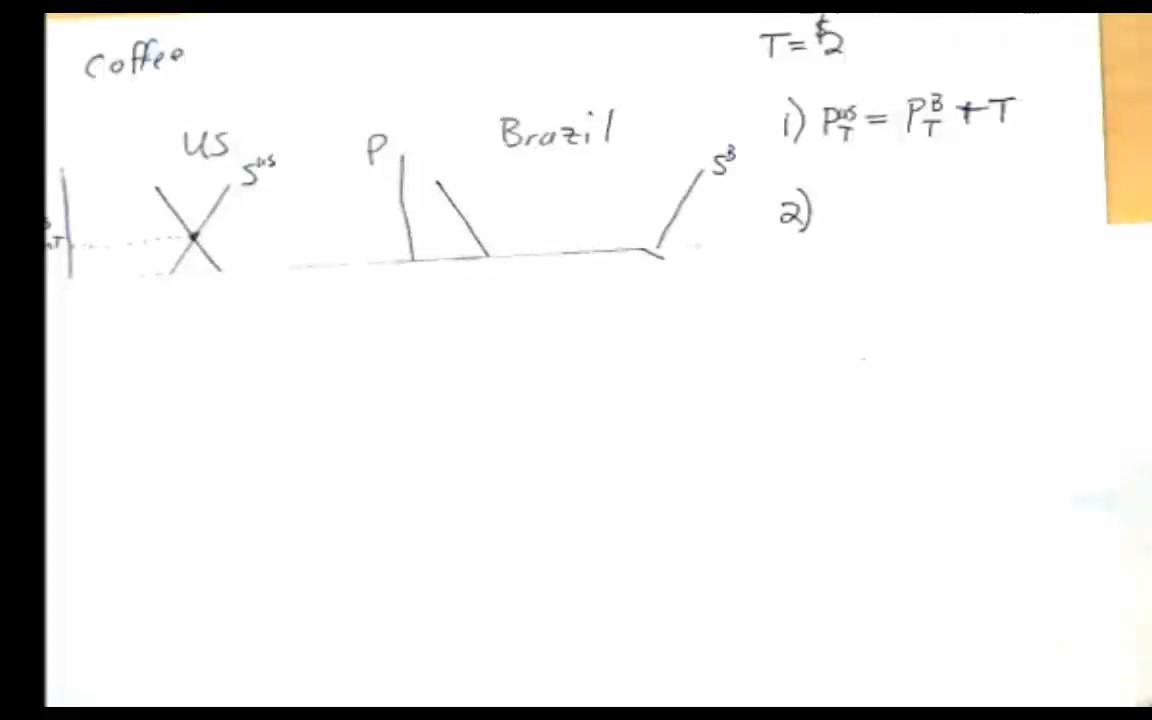 Coffee
T = $2
1) P_T^US = P_T^B + T
US
S^US
P
Brazil
S^B
2)